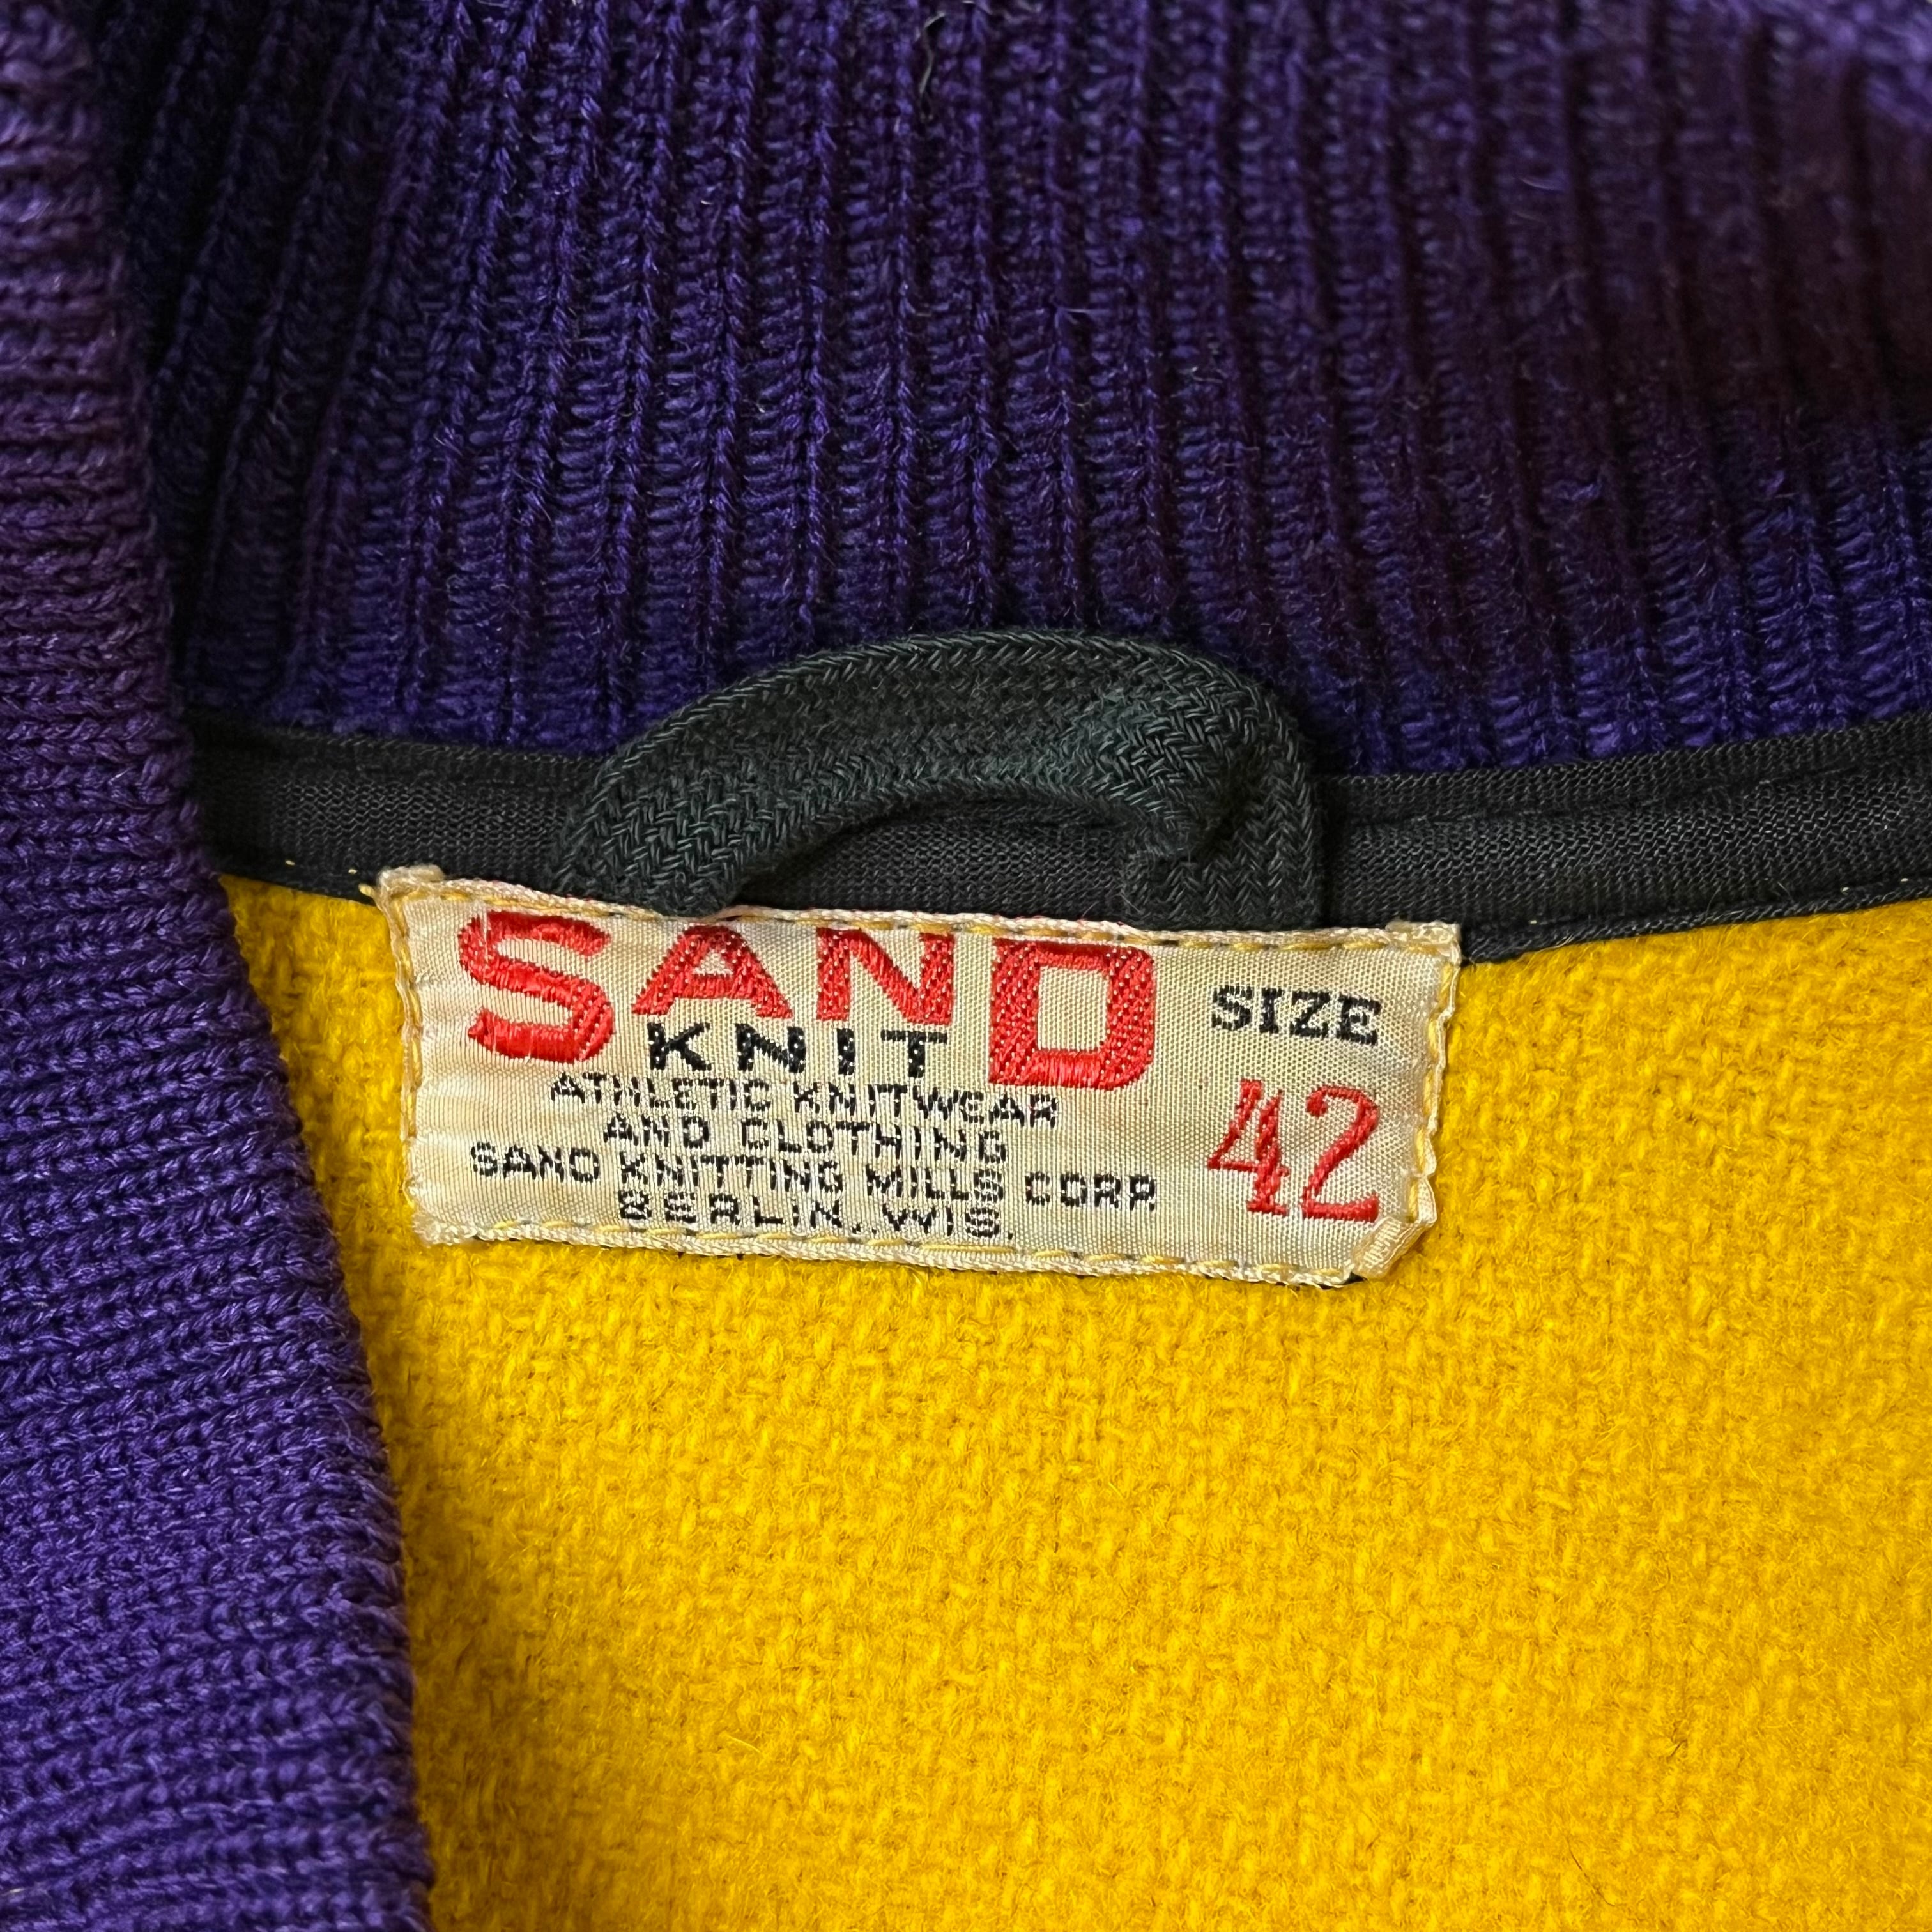 SAND
KNIT
ATHLETIC KNITWEAR
AND CLOTHING
SAND KNITTING MILLS CORP.
BERLIN, WIS.
SIZE
42